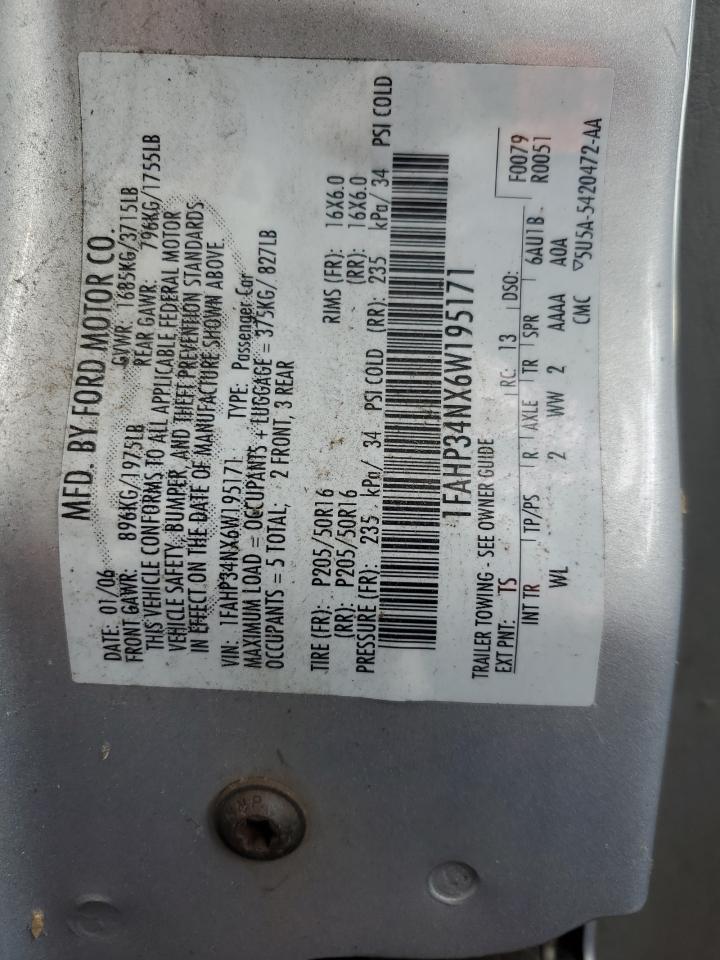 MFD. BY FORD MOTOR CO.
DATE: 01/06 GVWR: 1685KG/3715LB
FRONT GAWR: 896KG/1975LB REAR GAWR: 796KG/1755LB
THIS VEHICLE CONFORMS TO ALL APPLICABLE FEDERAL MOTOR
VEHICLE SAFETY, BUMPER, AND THEFT PREVENTION STANDARDS
IN EFFECT ON THE DATE OF MANUFACTURE SHOWN ABOVE
VIN: 1FAHP34NX6W195171 TYPE: Passenger Car
MAXIMUM LOAD = OCCUPANTS + LUGGAGE = 375KG/ 827LB
OCCUPANTS = 5 TOTAL; 2 FRONT, 3 REAR
TIRE (FR): P205/50R16 RIMS (FR): 16X6.0
(RR): P205/50R16 (RR): 16X6.0
PRESSURE (FR): 235 kPa/ 34 PSI COLD (RR): 235 kPa/ 34 PSI COLD
1FAHP34NX6W195171
TRAILER TOWING - SEE OWNER GUIDE F0079
EXT PNT: TS RC: 13 DSO: R0051
INT TR TP/PS R AXLE TR SPR 6AU1B
WL 2 WW 2 AAAA A0A
CMC ▽5U5A-5420472-AA